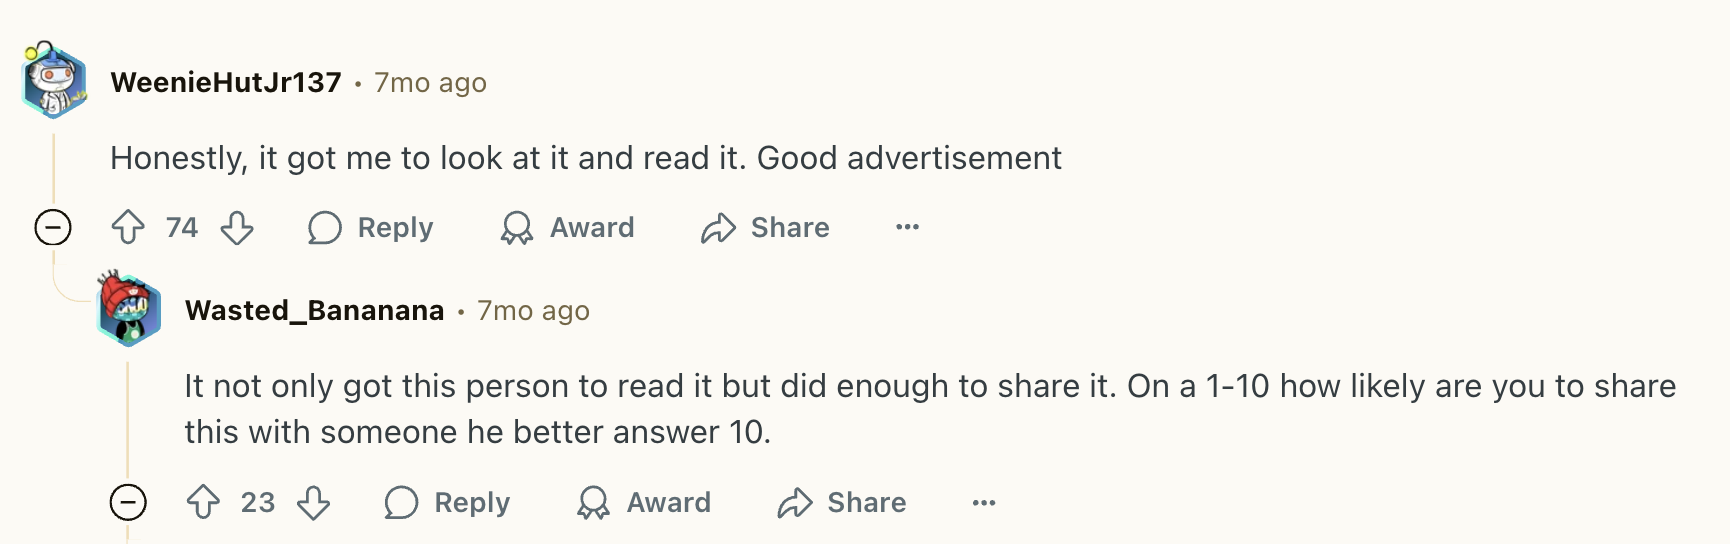 WeenieHutJr137 • 7mo ago
Honestly, it got me to look at it and read it. Good advertisement
74 Reply Award Share ...
Wasted_Bananana • 7mo ago
It not only got this person to read it but did enough to share it. On a 1-10 how likely are you to share
this with someone he better answer 10.
23 Reply Award Share ...